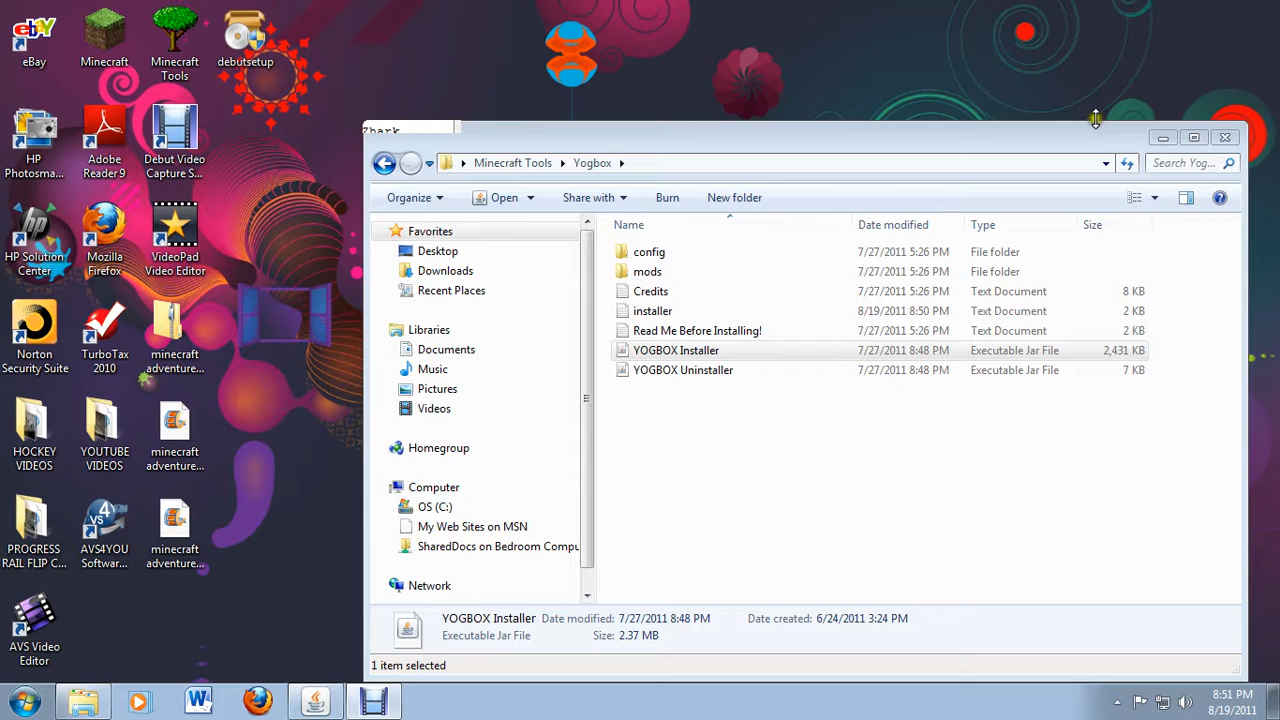 ebY
eBay
Minecraft
Minecraft
Tools
debutsetup
HP
Photosma...
Adobe
Reader 9
Debut Video
Capture S...
hp
HP Solution
Center
Mozilla
Firefox
VideoPad
Video Editor
Norton
Security Suite
TurboTax
2010
minecraft
adventure...
HOCKEY
VIDEOS
YOUTUBE
VIDEOS
minecraft
adventure...
PROGRESS
RAIL FLIP C...
AVS4YOU
Softwar...
minecraft
adventure...
AVS Video
Editor
Zhark
Minecraft Tools
Yogbox
Search Yog...
Organize
Open
Share with
Burn
New folder
Favorites
Desktop
Downloads
Recent Places
Libraries
Documents
Music
Pictures
Videos
Homegroup
Computer
OS (C:)
My Web Sites on MSN
SharedDocs on Bedroom Compu
Network
Name Date modified Type Size
config 7/27/2011 5:26 PM File folder
mods 7/27/2011 5:26 PM File folder
Credits 7/27/2011 5:26 PM Text Document 8 KB
installer 8/19/2011 8:50 PM Text Document 2 KB
Read Me Before Installing! 7/27/2011 5:26 PM Text Document 2 KB
YOGBOX Installer 7/27/2011 8:48 PM Executable Jar File 2,431 KB
YOGBOX Uninstaller 7/27/2011 8:48 PM Executable Jar File 7 KB
YOGBOX Installer Date modified: 7/27/2011 8:48 PM Date created: 6/24/2011 3:24 PM
Executable Jar File Size: 2.37 MB
1 item selected
8:51 PM
8/19/2011